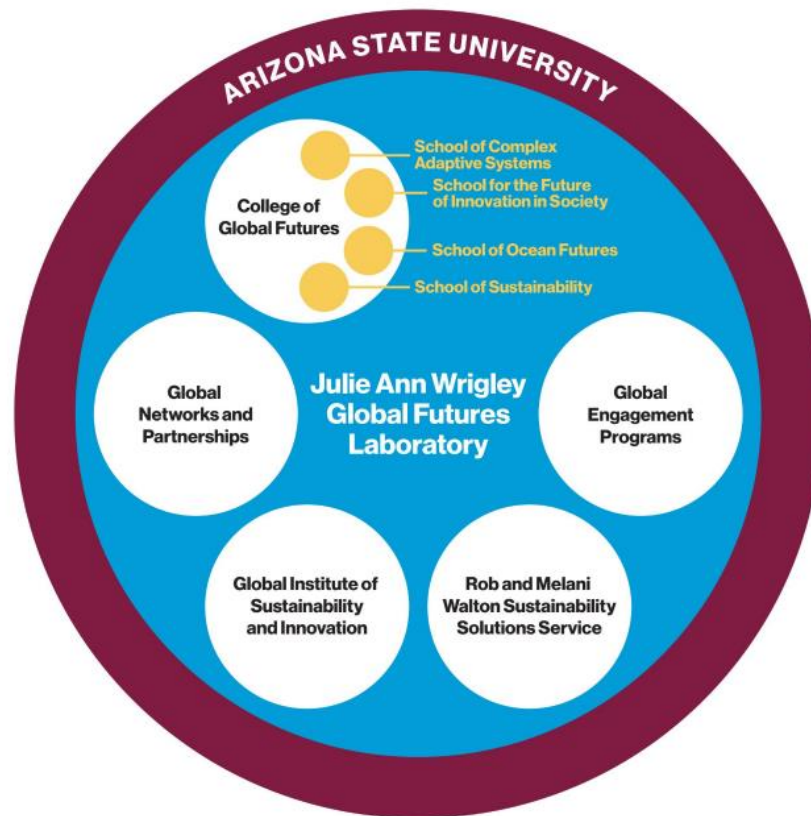 ARIZONA STATE UNIVERSITY
School of Complex
Adaptive Systems
School for the Future
of Innovation in Society
College of
Global Futures
School of Ocean Futures
School of Sustainability
Global
Networks and
Partnerships
Julie Ann Wrigley
Global Futures
Laboratory
Global
Engagement
Programs
Global Institute of
Sustainability
and Innovation
Rob and Melani
Walton Sustainability
Solutions Service